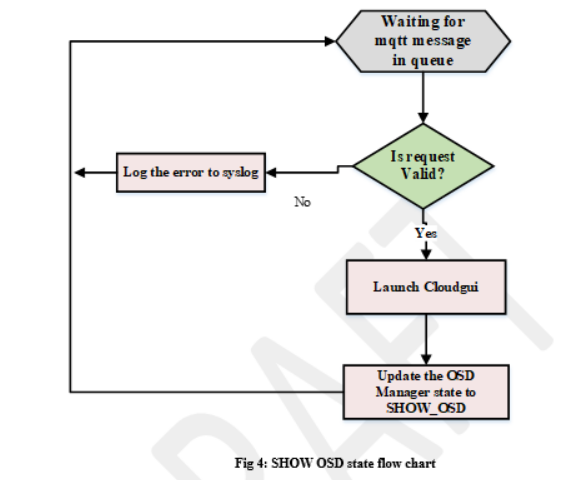 Waiting for
mqtt message
in queue
Is request
Valid?
Log the error to syslog
No
Yes
Launch Cloudgui
Update the OSD
Manager state to
SHOW_OSD
Fig 4: SHOW OSD state flow chart
DRAFT